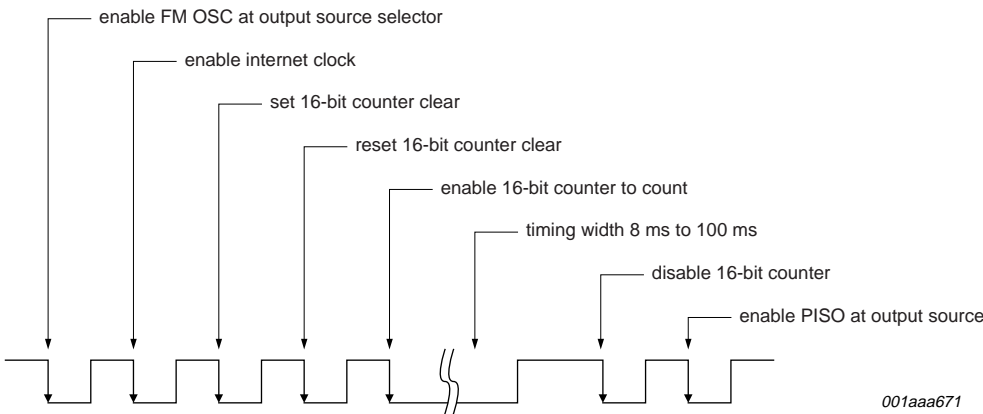 enable FM OSC at output source selector
enable internet clock
set 16-bit counter clear
reset 16-bit counter clear
enable 16-bit counter to count
timing width 8 ms to 100 ms
disable 16-bit counter
enable PISO at output source
001aaa671